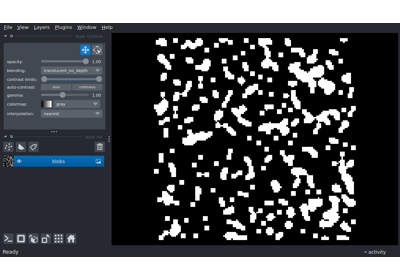 File View Layers Plugins Window Help
opacity: 1.00
blending: translucent_no_depth
contrast limits:
auto-contrast: once continuous
gamma: 1.00
colormap: gray
interpolation: nearest
blobs
Ready activity